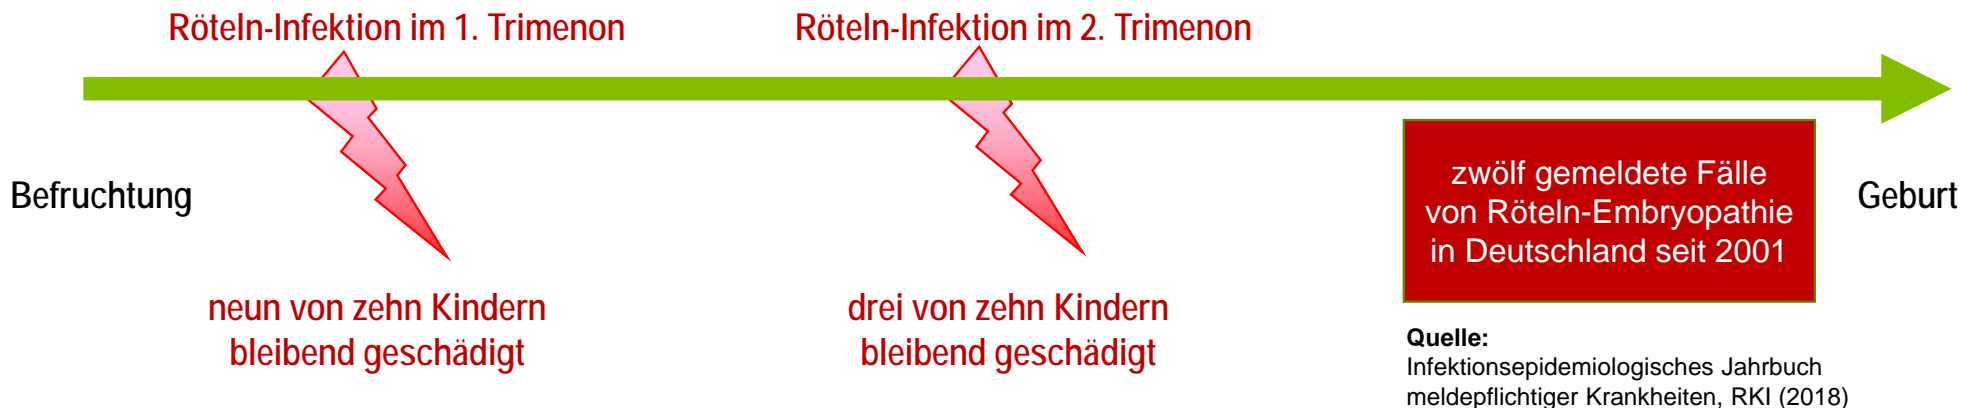 Röteln-Infektion im 1. Trimenon
Röteln-Infektion im 2. Trimenon
Befruchtung
Geburt
neun von zehn Kindern
bleibend geschädigt
drei von zehn Kindern
bleibend geschädigt
zwölf gemeldete Fälle
von Röteln-Embryopathie
in Deutschland seit 2001
Quelle:
Infektionsepidemiologisches Jahrbuch
meldepflichtiger Krankheiten, RKI (2018)